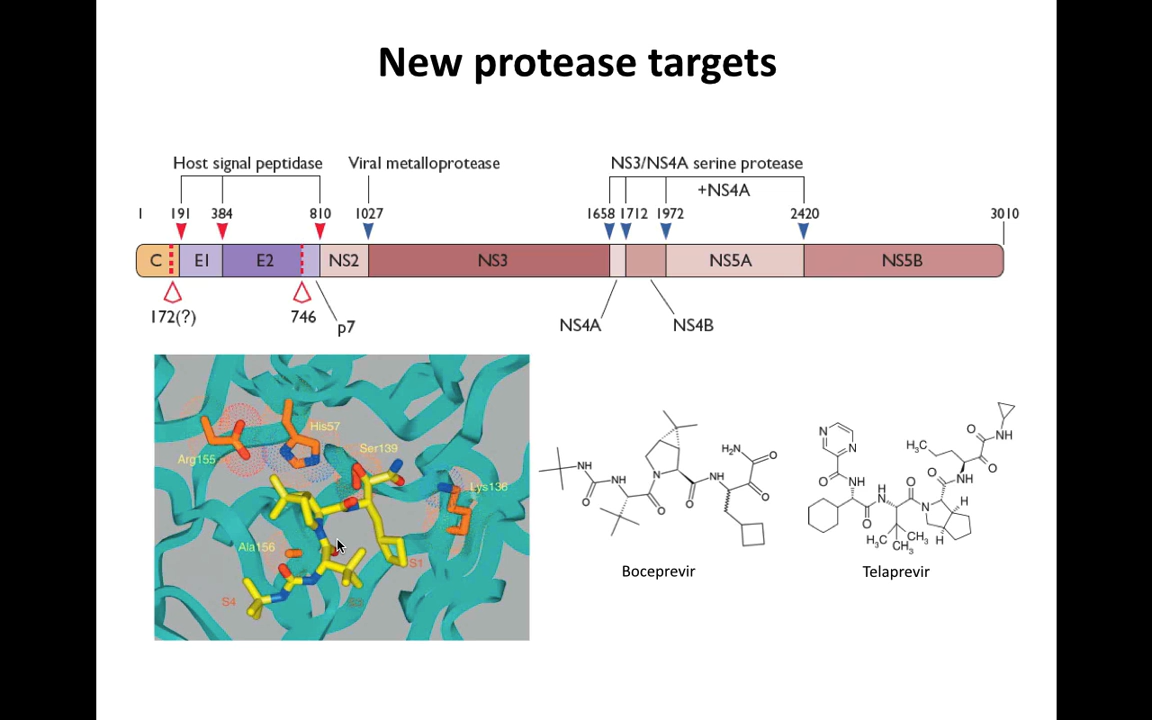 New protease targets
Host signal peptidase Viral metalloprotease NS3/NS4A serine protease
+NS4A
1 191 384 810 1027 1658 1712 1972 2420 3010
C E1 E2 NS2 NS3 NS5A NS5B
172(?) 746 p7 NS4A NS4B
His57
Arg155
Ser139
Lys136
Ala156
S1
S4
N
N
O
NH
O
NH
O
N
O
NH
H₂N
O
O
O
NH
O
H
N
O
N
O
NH
H₃C
O
O
NH
H
H
H₃C
CH₃
CH₃
Boceprevir Telaprevir